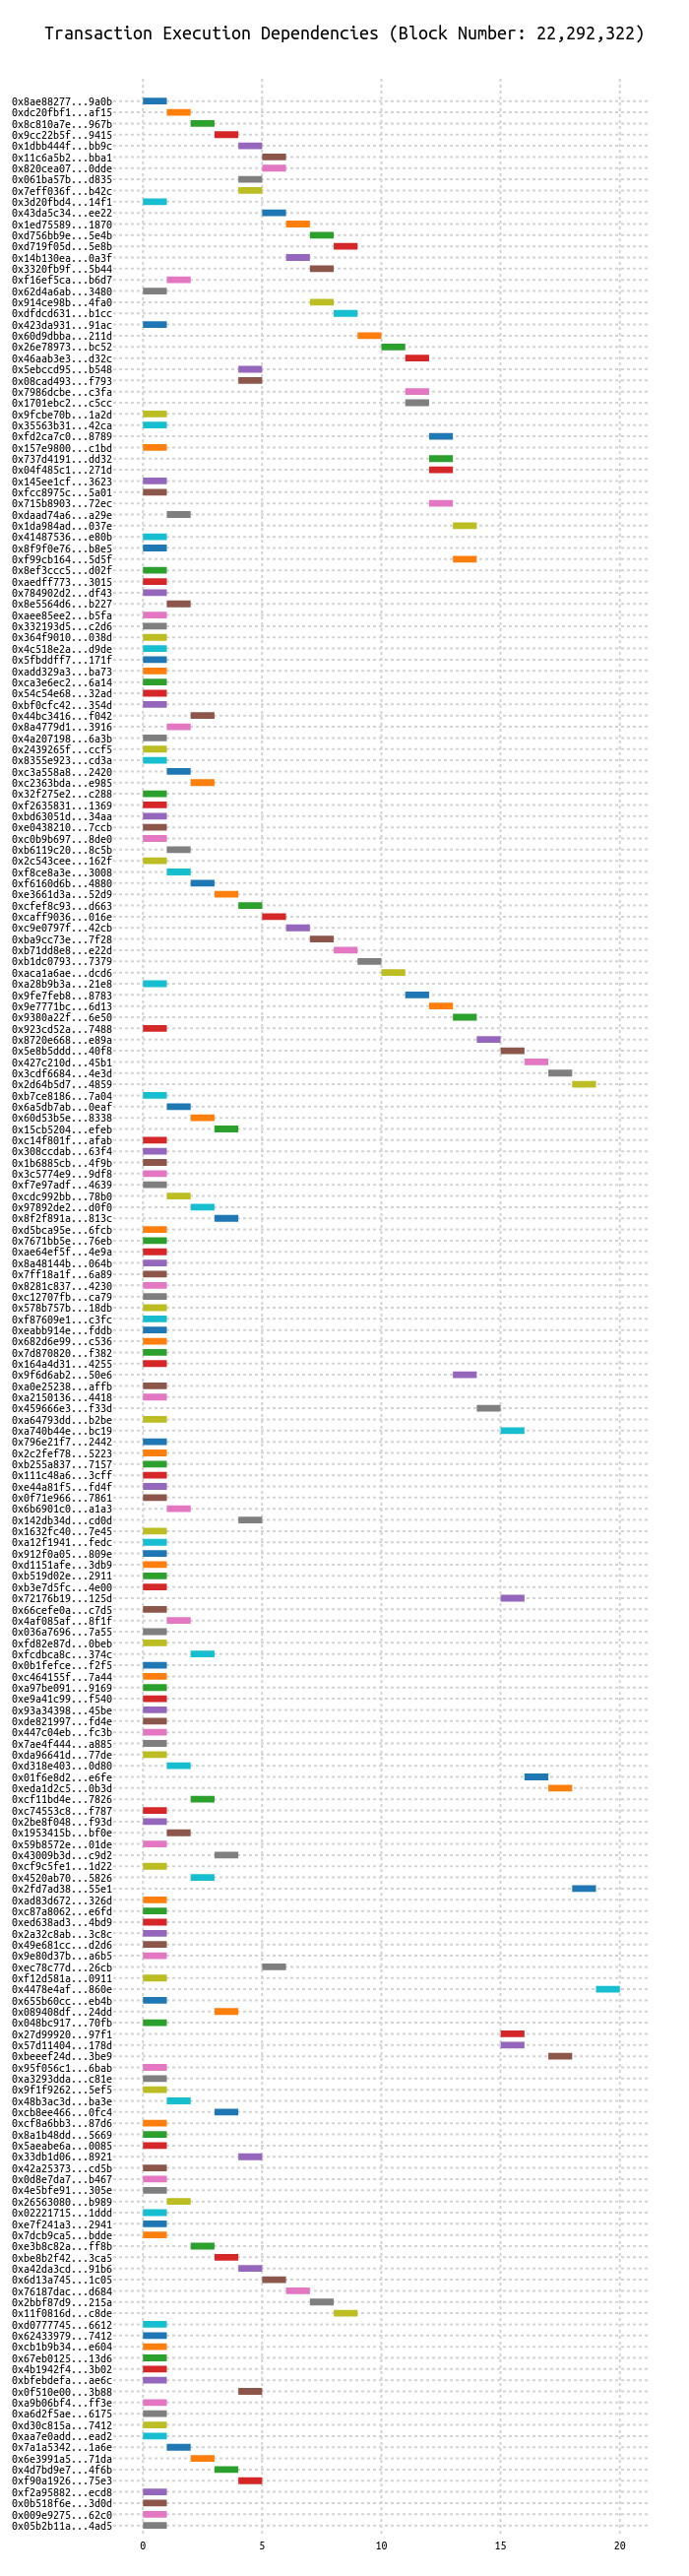 Transaction Execution Dependencies (Block Number: 22,292,322)
0x8ae88277...9a0b
0xdc20fbf1...af15
0x8c810a7e...967b
0x9cc22b5f...9415
0x1dbb444f...bb9c
0x11c6a5b2...bba1
0x820cea07...0dde
0x061ba57b...d835
0x7eff036f...b42c
0x3d20fbd4...14f1
0x43da5c34...ee22
0x1ed75589...1870
0xd756bb9e...5e4b
0xd719f05d...5e8b
0x14b130ea...0a3f
0x3320fb9f...5b44
0xf16ef5ca...b6d7
0x62d4a6ab...3480
0x914ce98b...4fa0
0xdfdcd631...b1cc
0x423da931...91ac
0x60d9dbba...211d
0x26e78973...bc52
0x46aab3e3...d32c
0x5ebccd95...b548
0x08cad493...f793
0x7986dcbe...c3fa
0x1701ebc2...c5cc
0x9fcbe70b...1a2d
0x35563b31...42ca
0xfd2ca7c0...8789
0x157e9800...c1bd
0x737d4191...dd32
0x04f485c1...271d
0x145ee1cf...3623
0xfcc8975c...5a01
0x715b8903...72ec
0xdaad74a6...a29e
0x1da984ad...037e
0x41487536...e80b
0x8f9f0e76...b8e5
0xf99cb164...5d5f
0x8ef3ccc5...d02f
0xaedff773...3015
0x784902d2...df43
0x8e5564d6...b227
0xaee85ee2...b5fa
0x332193d5...c2d6
0x364f9010...038d
0x4c518e2a...d9de
0x5fbddff7...171f
0xadd329a3...ba73
0xca3e6ec2...6a14
0x54c54e68...32ad
0xbf0cfc42...354d
0x44bc3416...f042
0x8a4779d1...3916
0x4a207198...6a3b
0x2439265f...ccf5
0x8355e923...cd3a
0xc3a558a8...2420
0xc2363bda...e985
0x32f275e2...c288
0xf2635831...1369
0xbd63051d...34aa
0xe0438210...7ccb
0xc0b9b697...8de0
0xb6119c20...8c5b
0x2c543cee...162f
0xf8ce8a3e...3008
0xf6160d6b...4880
0xe3661d3a...52d9
0xcfef8c93...d663
0xcaff9036...016e
0xc9e0797f...42cb
0xba9cc73e...7f28
0xb71dd8e8...e22d
0xb1dc0793...7379
0xaca1a6ae...dcd6
0xa28b9b3a...21e8
0x9fe7feb8...8783
0x9e7771bc...6d13
0x9380a22f...6e50
0x923cd52a...7488
0x8720e668...e89a
0x5e8b5ddd...40f8
0x427c210d...45b1
0x3cdf6684...4e3d
0x2d64b5d7...4859
0xb7ce8186...7a04
0x6a5db7ab...0eaf
0x60d53b5e...8338
0x15cb5204...efeb
0xc14f801f...afab
0x308ccdab...63f4
0x1b6885cb...4f9b
0x3c5774e9...9df8
0xf7e97adf...4639
0xcdc992bb...78b0
0x97892de2...d0f0
0x8f2f891a...813c
0xd5bca95e...6fcb
0x7671bb5e...76eb
0xae64ef5f...4e9a
0x8a48144b...064b
0x7ff18a1f...6a89
0x8281c837...4230
0xc12707fb...ca79
0x578b757b...18db
0xf87609e1...c3fc
0xeabb914e...fddb
0x682d6e99...c536
0x7d870820...f382
0x164a4d31...4255
0x9f6d6ab2...50e6
0xa0e25238...affb
0xa2150136...4418
0x459666e3...f33d
0xa64793dd...b2be
0xa740b44e...bc19
0x796e21f7...2442
0x2c2fef78...5223
0xb255a837...7157
0x111c48a6...3cff
0xe44a81f5...fd4f
0x0f71e966...7861
0x6b6901c0...a1a3
0x142db34d...cd0d
0x1632fc40...7e45
0xa12f1941...fedc
0x912f0a05...809e
0xd1151afe...3db9
0xb519d02e...2911
0xb3e7d5fc...4e00
0x72176b19...125d
0x66cefe0a...c7d5
0x4af085af...8f1f
0x036a7696...7a55
0xfd82e87d...0beb
0xfcdbca8c...374c
0x0b1fefce...f2f5
0xc464155f...7a44
0xa97be091...9169
0xe9a41c99...f540
0x93a34398...45be
0xde821997...fd4e
0x447c04eb...fc3b
0x7ae4f444...a885
0xda96641d...77de
0xd318e403...0d80
0x01f6e8d2...e6fe
0xeda1d2c5...0b3d
0xcf11bd4e...7826
0xc74553c8...f787
0x2be8f048...f93d
0x1953415b...bf0e
0x59b8572e...01de
0x43009b3d...c9d2
0xcf9c5fe1...1d22
0x4520ab70...5826
0x2fd7ad38...55e1
0xad83d672...326d
0xc87a8062...e6fd
0xed638ad3...4bd9
0x2a32c8ab...3c8c
0x49e681cc...d2d6
0x9e80d37b...a6b5
0xec78c77d...26cb
0xf12d581a...0911
0x4478e4af...860e
0x655b60cc...eb4b
0x089408df...24dd
0x048bc917...70fb
0x27d99920...97f1
0x57d11404...178d
0xbeeef24d...3be9
0x95f056c1...6bab
0xa3293dda...c81e
0x9f1f9262...5ef5
0x48b3ac3d...ba3e
0xcb8ee466...0fc4
0xcf8a6bb3...87d6
0x8a1b48dd...5669
0x5aeabe6a...0085
0x33db1d06...8921
0x42a25373...cd5b
0x0d8e7da7...b467
0x4e5bfe91...305e
0x26563080...b989
0x02221715...1ddd
0xe7f241a3...2941
0x7dcb9ca5...bdde
0xe3b8c82a...ff8b
0xbe8b2f42...3ca5
0xa42da3cd...91b6
0x6d13a745...1c05
0x76187dac...d684
0x2bbf87d9...215a
0x11f0816d...c8de
0xd0777745...6612
0x62433979...7412
0xcb1b9b34...e604
0x67eb0125...13d6
0x4b1942f4...3b02
0xbfebdefa...ae6c
0x0f510e00...3b88
0xa9b06bf4...ff3e
0xa6d2f5ae...6175
0xd30c815a...7412
0xaa7e0add...ead2
0x7a1a5342...1a6e
0x6e3991a5...71da
0x4d7bd9e7...4f6b
0xf90a1926...75e3
0xf2a95882...ecd8
0x0b518f6e...3d0d
0x009e9275...62c0
0x05b2b11a...4ad5
0 5 10 15 20